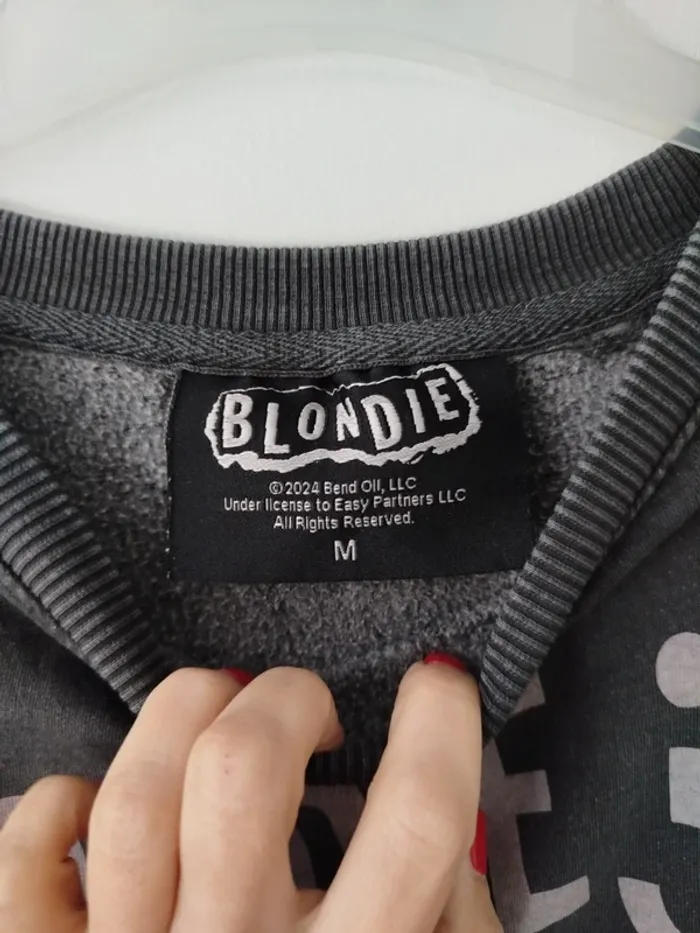 BLONDIE
©2024 Bend Oil, LLC
Under license to Easy Partners LLC
All Rights Reserved.
M